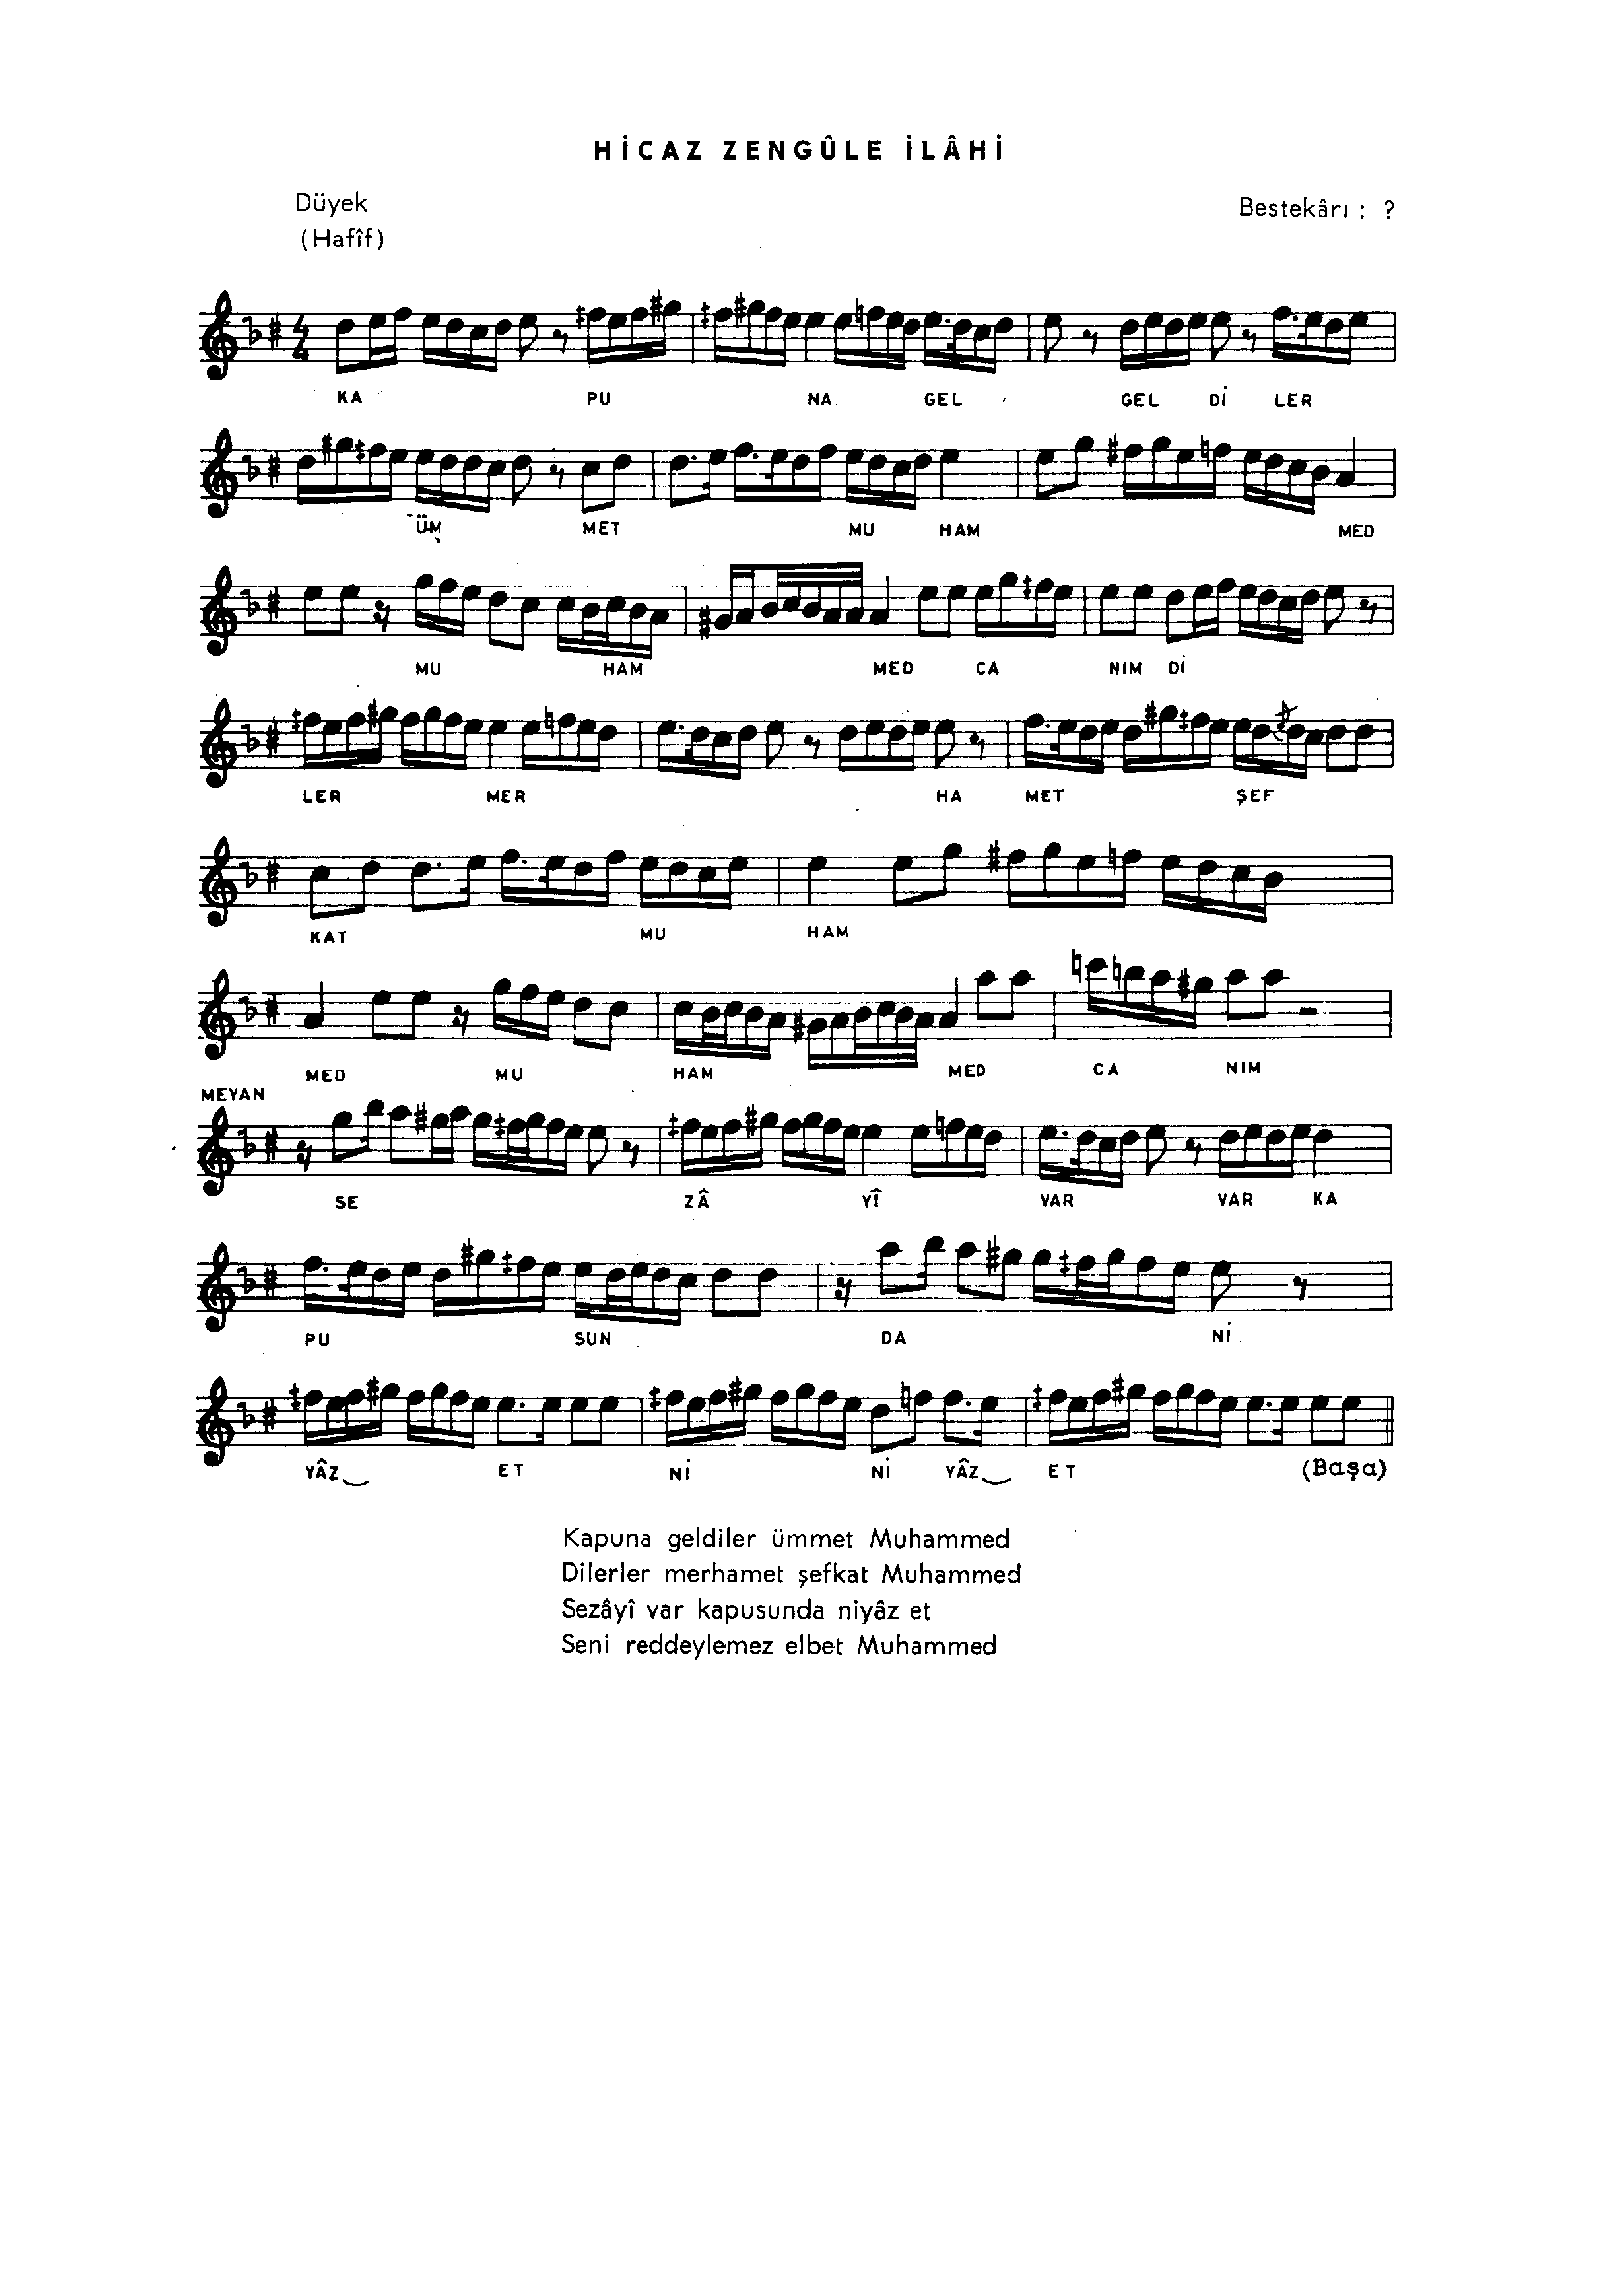 HİCAZ ZENGÛLE İLÂHİ
Düyek
Bestekârı : ?
(Hafîf)
KA PU NA GEL GEL Dİ LER
ÜM MET MU HAM MED
MU HAM MED CA NIM Dİ
LER MER HA MET ŞEF
KAT MU HAM
MED MU HAM MED CA NIM
MEYAN
SE ZÂ YÎ VAR VAR KA
PU SUN DA Nİ
YÂZ ET Nİ Nİ YÂZ ET (Başa)
Kapuna geldiler ümmet Muhammed
Dilerler merhamet şefkat Muhammed
Sezâyî var kapusunda niyâz et
Seni reddeylemez elbet Muhammed